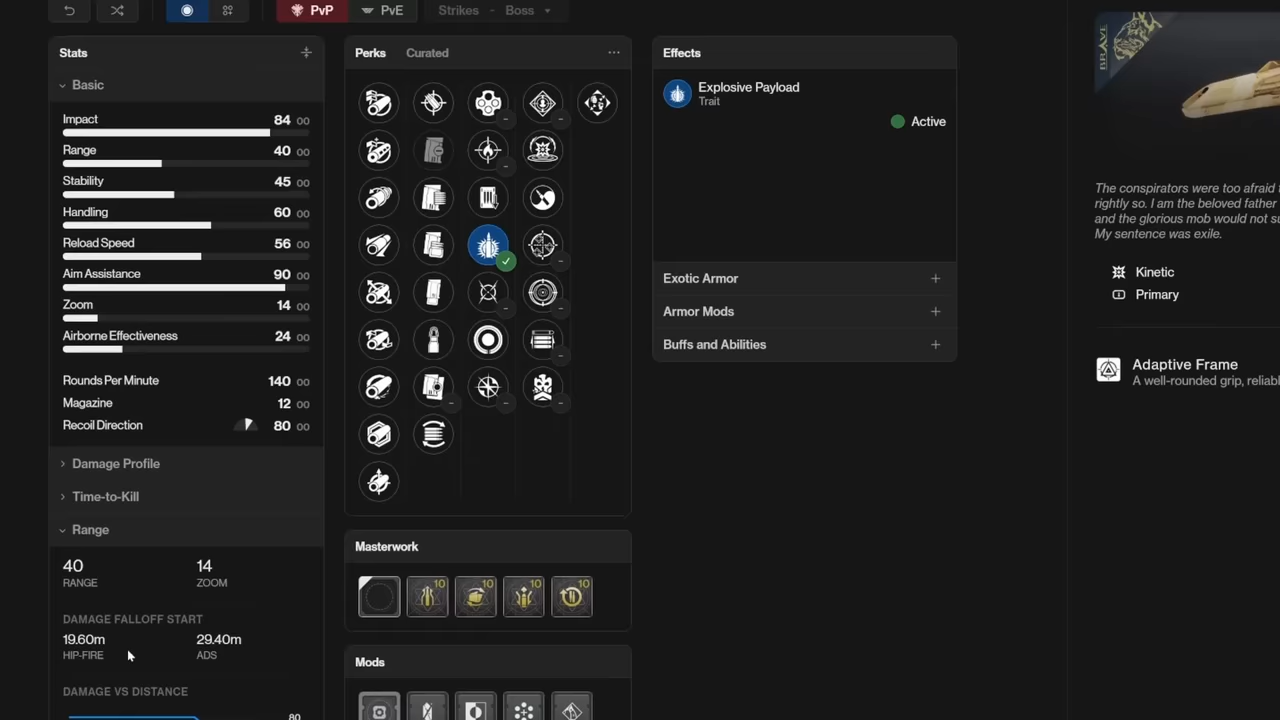 PvP
PvE
Strikes - Boss
Stats
Basic
Impact 84 00
Range 40 00
Stability 45 00
Handling 60 00
Reload Speed 56 00
Aim Assistance 90 00
Zoom 14 00
Airborne Effectiveness 24 00
Rounds Per Minute 140 00
Magazine 12 00
Recoil Direction 80 00
Damage Profile
Time-to-Kill
Range
40 14
RANGE ZOOM
DAMAGE FALLOFF START
19.60m 29.40m
HIP-FIRE ADS
DAMAGE VS DISTANCE
80
Perks Curated
Masterwork
10 10 10 10
Mods
Effects
Explosive Payload
Trait
Active
Exotic Armor
Armor Mods
Buffs and Abilities
BRAVE
The conspirators were too afraid t
rightly so. I am the beloved father
and the glorious mob would not su
My sentence was exile.
Kinetic
Primary
Adaptive Frame
A well-rounded grip, reliab